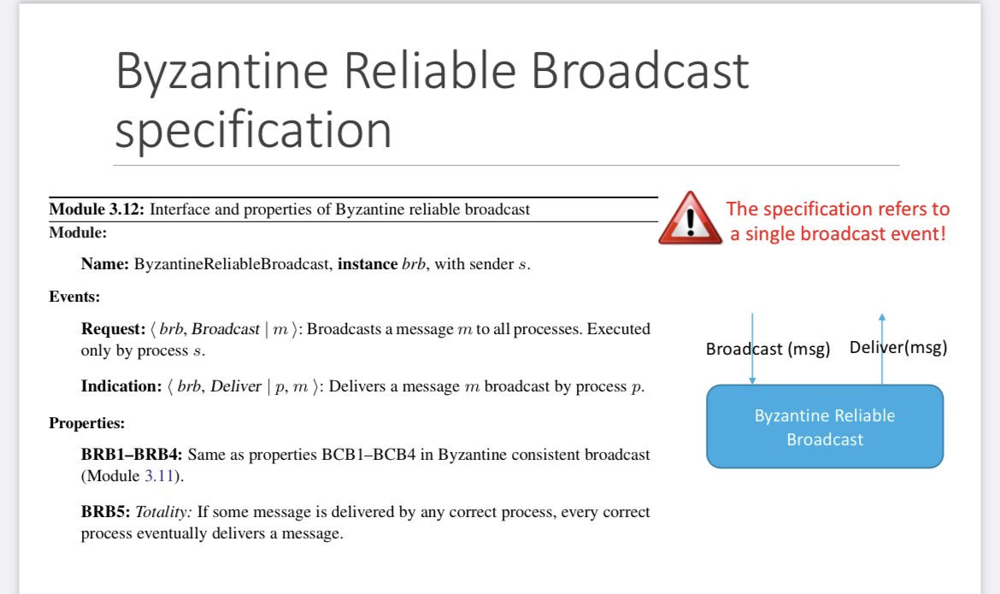 Byzantine Reliable Broadcast
specification
Module 3.12: Interface and properties of Byzantine reliable broadcast
Module:
Name: ByzantineReliableBroadcast, instance brb, with sender s.
Events:
Request: ⟨ brb, Broadcast | m ⟩: Broadcasts a message m to all processes. Executed
only by process s.
Indication: ⟨ brb, Deliver | p, m ⟩: Delivers a message m broadcast by process p.
Properties:
BRB1–BRB4: Same as properties BCB1–BCB4 in Byzantine consistent broadcast
(Module 3.11).
BRB5: Totality: If some message is delivered by any correct process, every correct
process eventually delivers a message.
The specification refers to
a single broadcast event!
Broadcast (msg)
Deliver(msg)
Byzantine Reliable
Broadcast